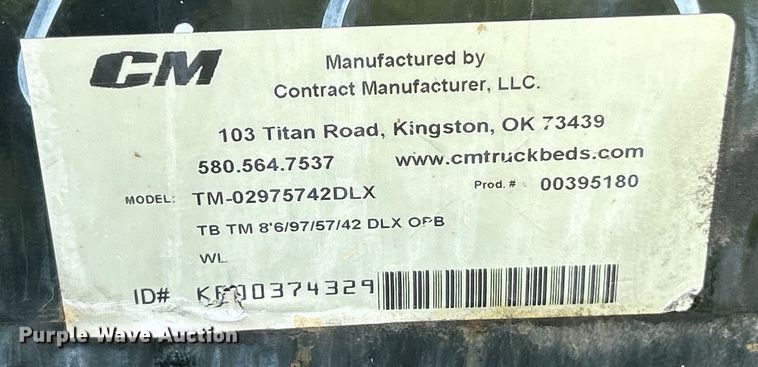 CM
Manufactured by
Contract Manufacturer, LLC.
103 Titan Road, Kingston, OK 73439
580.564.7537 www.cmtruckbeds.com
MODEL: TM-02975742DLX Prod. # 00395180
TB TM 8'6/97/57/42 DLX OPB
WL
ID#
Purple Wave Auction